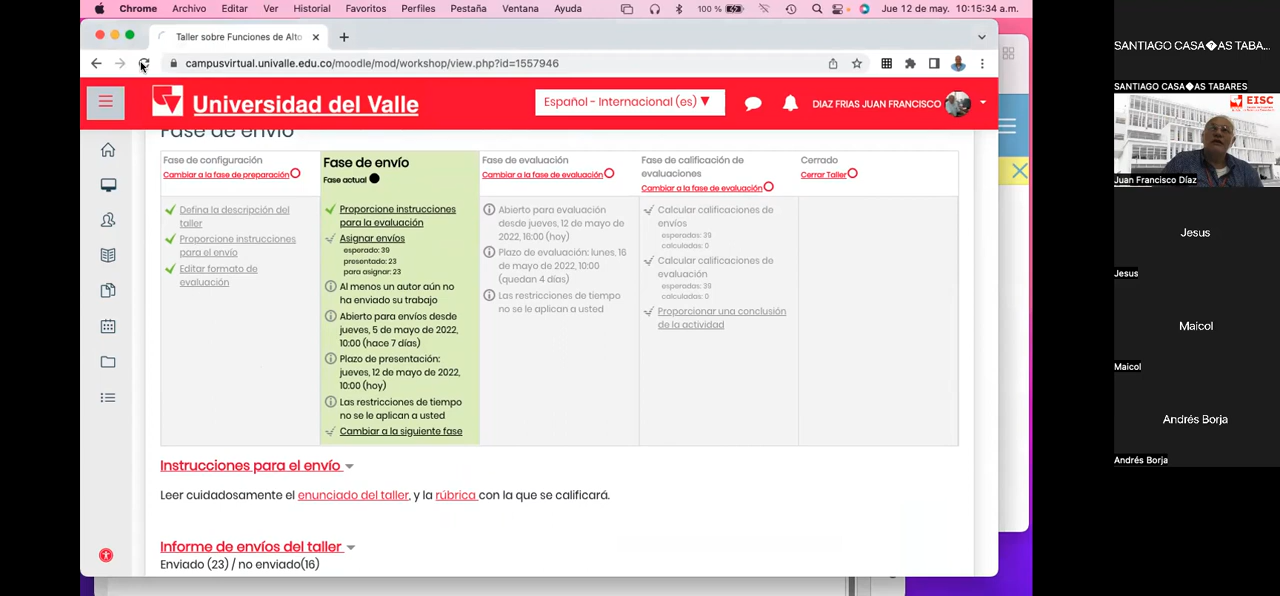 Chrome Archivo Editar Ver Historial Favoritos Perfiles Pestaña Ventana Ayuda 100 % Jue 12 de may. 10:15:34 a.m.
Taller sobre Funciones de Alto
campusvirtual.univalle.edu.co/moodle/mod/workshop/view.php?id=1557946
Universidad del Valle
Español - Internacional (es) ▼
DIAZ FRIAS JUAN FRANCISCO
Fase de envío
Fase de configuración
Cambiar a la fase de preparación
Defina la descripción del
taller
Proporcione instrucciones
para el envío
Editar formato de
evaluación
Fase de envío
Fase actual
Proporcione instrucciones
para la evaluación
Asignar envíos
esperado: 39
presentado: 23
para asignar: 23
Al menos un autor aún no
ha enviado su trabajo
Abierto para envíos desde
jueves, 5 de mayo de 2022,
10:00 (hace 7 días)
Plazo de presentación:
jueves, 12 de mayo de 2022,
10:00 (hoy)
Las restricciones de tiempo
no se le aplican a usted
Cambiar a la siguiente fase
Fase de evaluación
Cambiar a la fase de evaluación
Abierto para evaluación
desde jueves, 12 de mayo de
2022, 16:00 (hoy)
Plazo de evaluación: lunes, 16
de mayo de 2022, 10:00
(quedan 4 días)
Las restricciones de tiempo
no se le aplican a usted
Fase de calificación de
evaluaciones
Cambiar a la fase de evaluación
Calcular calificaciones de
envíos
esperadas: 39
calculadas: 0
Calcular calificaciones de
evaluación
esperadas: 39
calculadas: 0
Proporcionar una conclusión
de la actividad
Cerrado
Cerrar Taller
Instrucciones para el envío
Leer cuidadosamente el enunciado del taller, y la rúbrica con la que se calificará.
Informe de envíos del taller
Enviado (23) / no enviado(16)
SANTIAGO CASA�AS TABA...
SANTIAGO CASA�AS TABARES
EISC
Juan Francisco Díaz
Jesus
Jesus
Maicol
Maicol
Andrés Borja
Andrés Borja